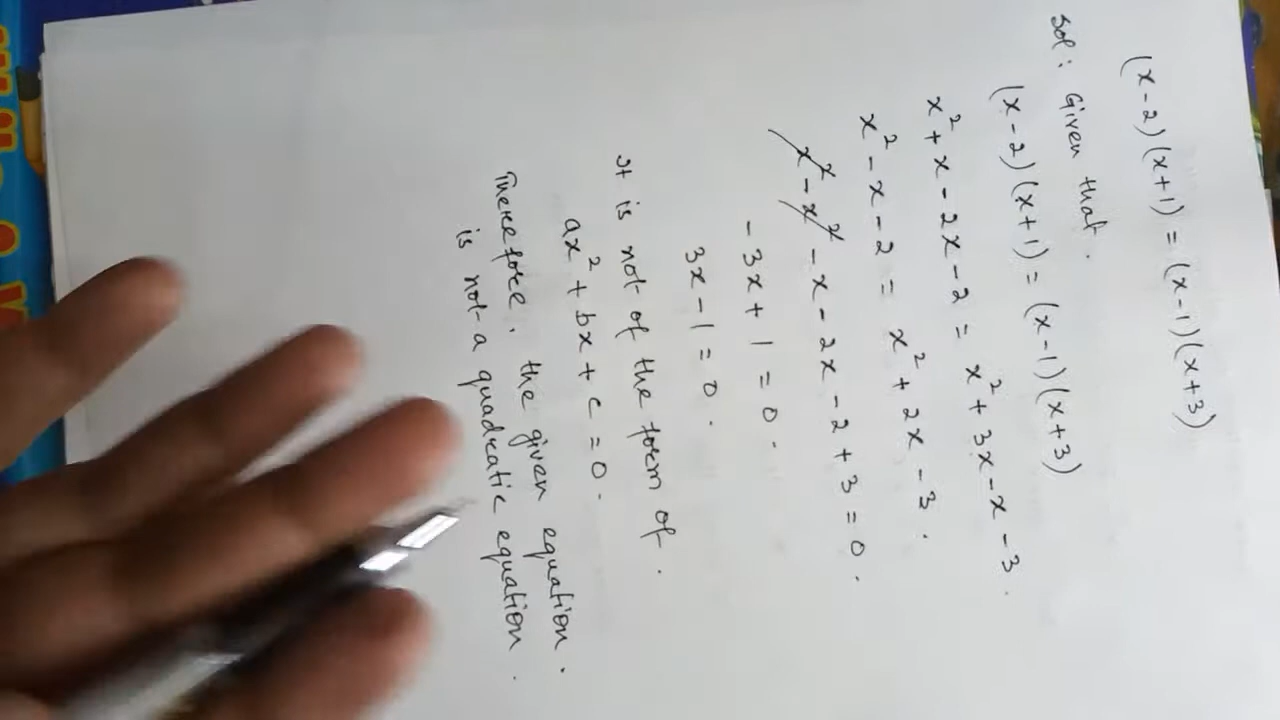 (x-2)(x+1) = (x-1)(x+3)
Sol: Given that.
(x-2)(x+1) = (x-1)(x+3)
x² + x - 2x - 2 = x² + 3x - x - 3.
x² - x - 2 = x² + 2x - 3.
x² - x² - x - 2x - 2 + 3 = 0.
- 3x + 1 = 0.
3x - 1 = 0.
It is not of the form of.
ax² + bx + c = 0.
Therefore, the given equation.
is not a quadratic equation.